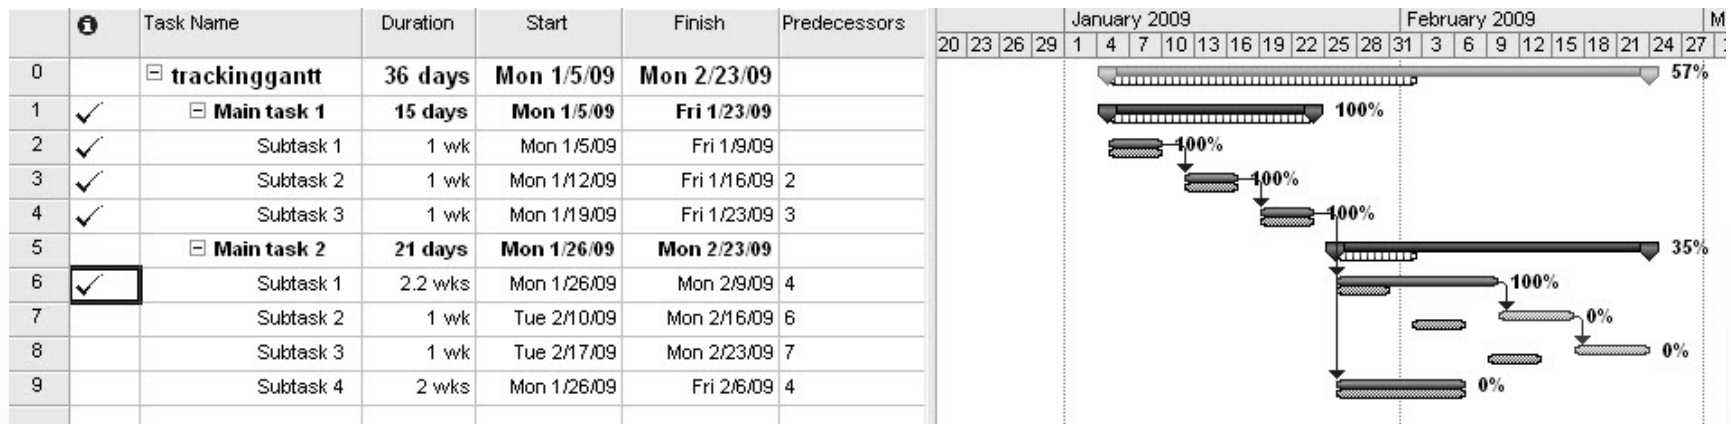 Task Name Duration Start Finish Predecessors January 2009 February 2009 M
20 23 26 29 1 4 7 10 13 16 19 22 25 28 31 3 6 9 12 15 18 21 24 27
0 trackinggantt 36 days Mon 1/5/09 Mon 2/23/09 57%
1 Main task 1 15 days Mon 1/5/09 Fri 1/23/09 100%
2 Subtask 1 1 wk Mon 1/5/09 Fri 1/9/09 100%
3 Subtask 2 1 wk Mon 1/12/09 Fri 1/16/09 2 100%
4 Subtask 3 1 wk Mon 1/19/09 Fri 1/23/09 3 100%
5 Main task 2 21 days Mon 1/26/09 Mon 2/23/09 35%
6 Subtask 1 2.2 wks Mon 1/26/09 Mon 2/9/09 4 100%
7 Subtask 2 1 wk Tue 2/10/09 Mon 2/16/09 6 0%
8 Subtask 3 1 wk Tue 2/17/09 Mon 2/23/09 7 0%
9 Subtask 4 2 wks Mon 1/26/09 Fri 2/6/09 4 0%